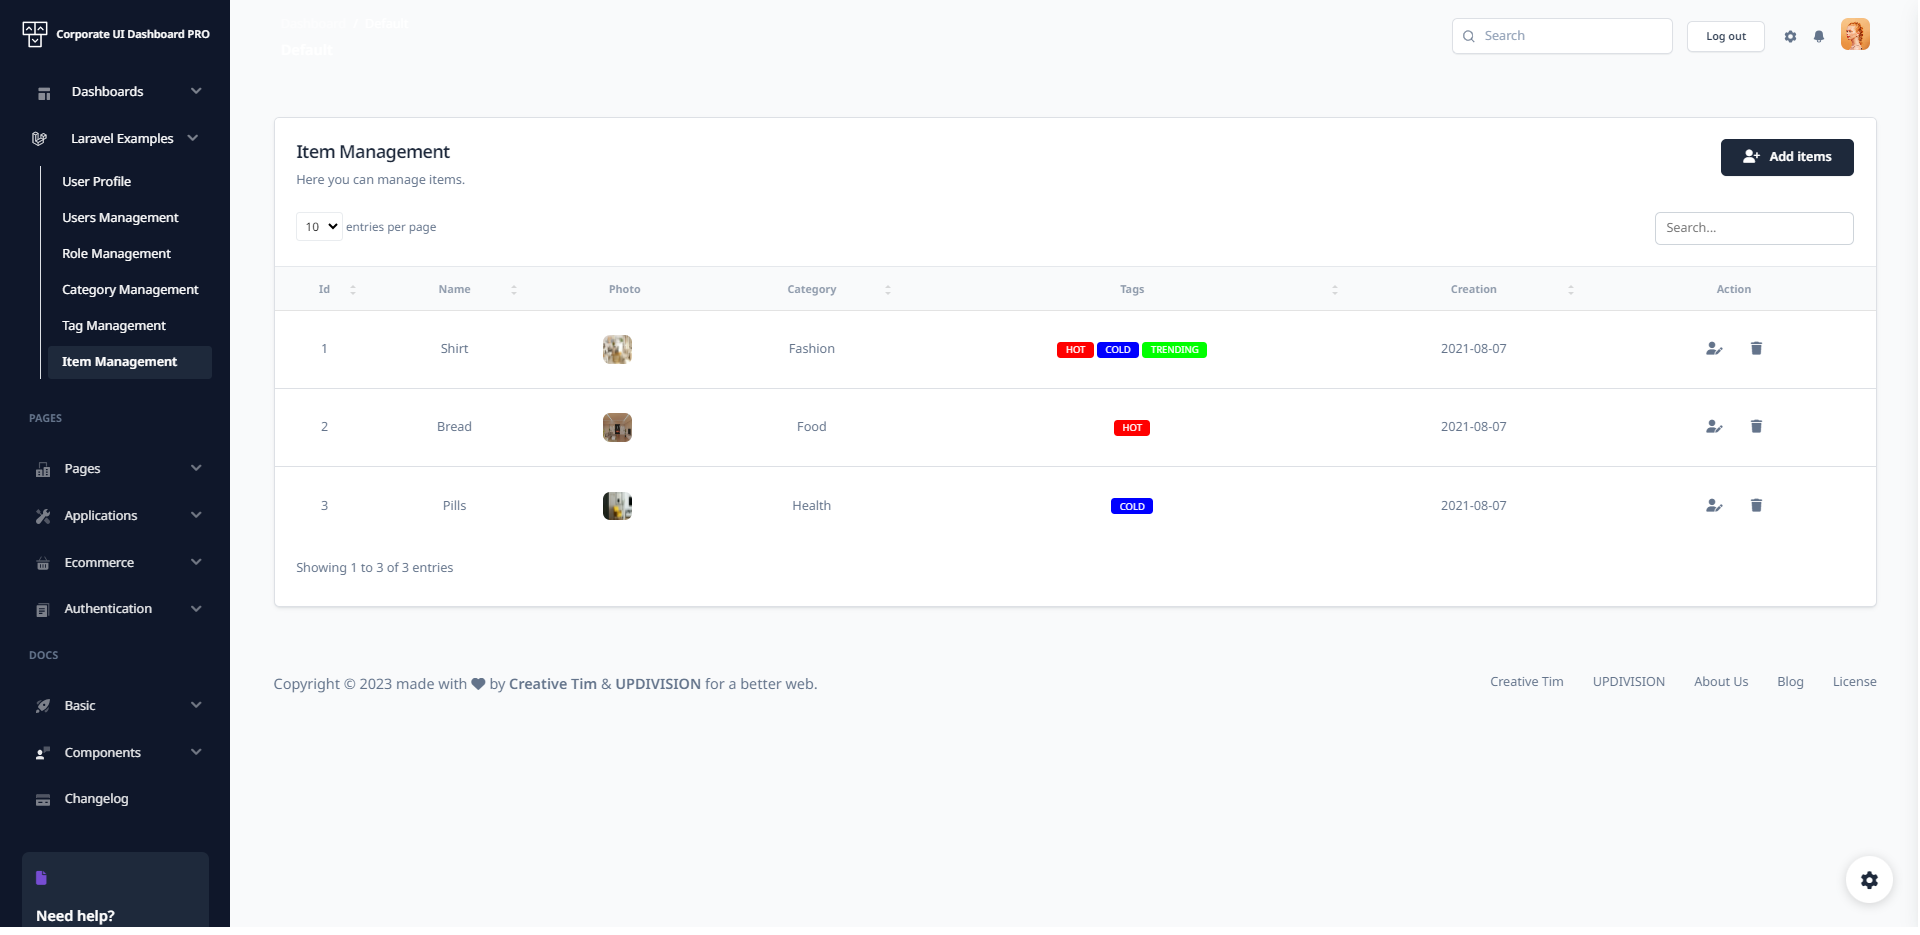 Corporate UI Dashboard PRO
Dashboards
Laravel Examples
User Profile
Users Management
Role Management
Category Management
Tag Management
Item Management
PAGES
Pages
Applications
Ecommerce
Authentication
DOCS
Basic
Components
Changelog
Need help?
Default
Default
Search
Log out
Item Management
Here you can manage items.
Add items
10 entries per page
Search...
Id Name Photo Category Tags Creation Action
1 Shirt Fashion HOT COLD TRENDING 2021-08-07
2 Bread Food HOT 2021-08-07
3 Pills Health COLD 2021-08-07
Showing 1 to 3 of 3 entries
Copyright © 2023 made with by Creative Tim & UPDIVISION for a better web.
Creative Tim UPDIVISION About Us Blog License